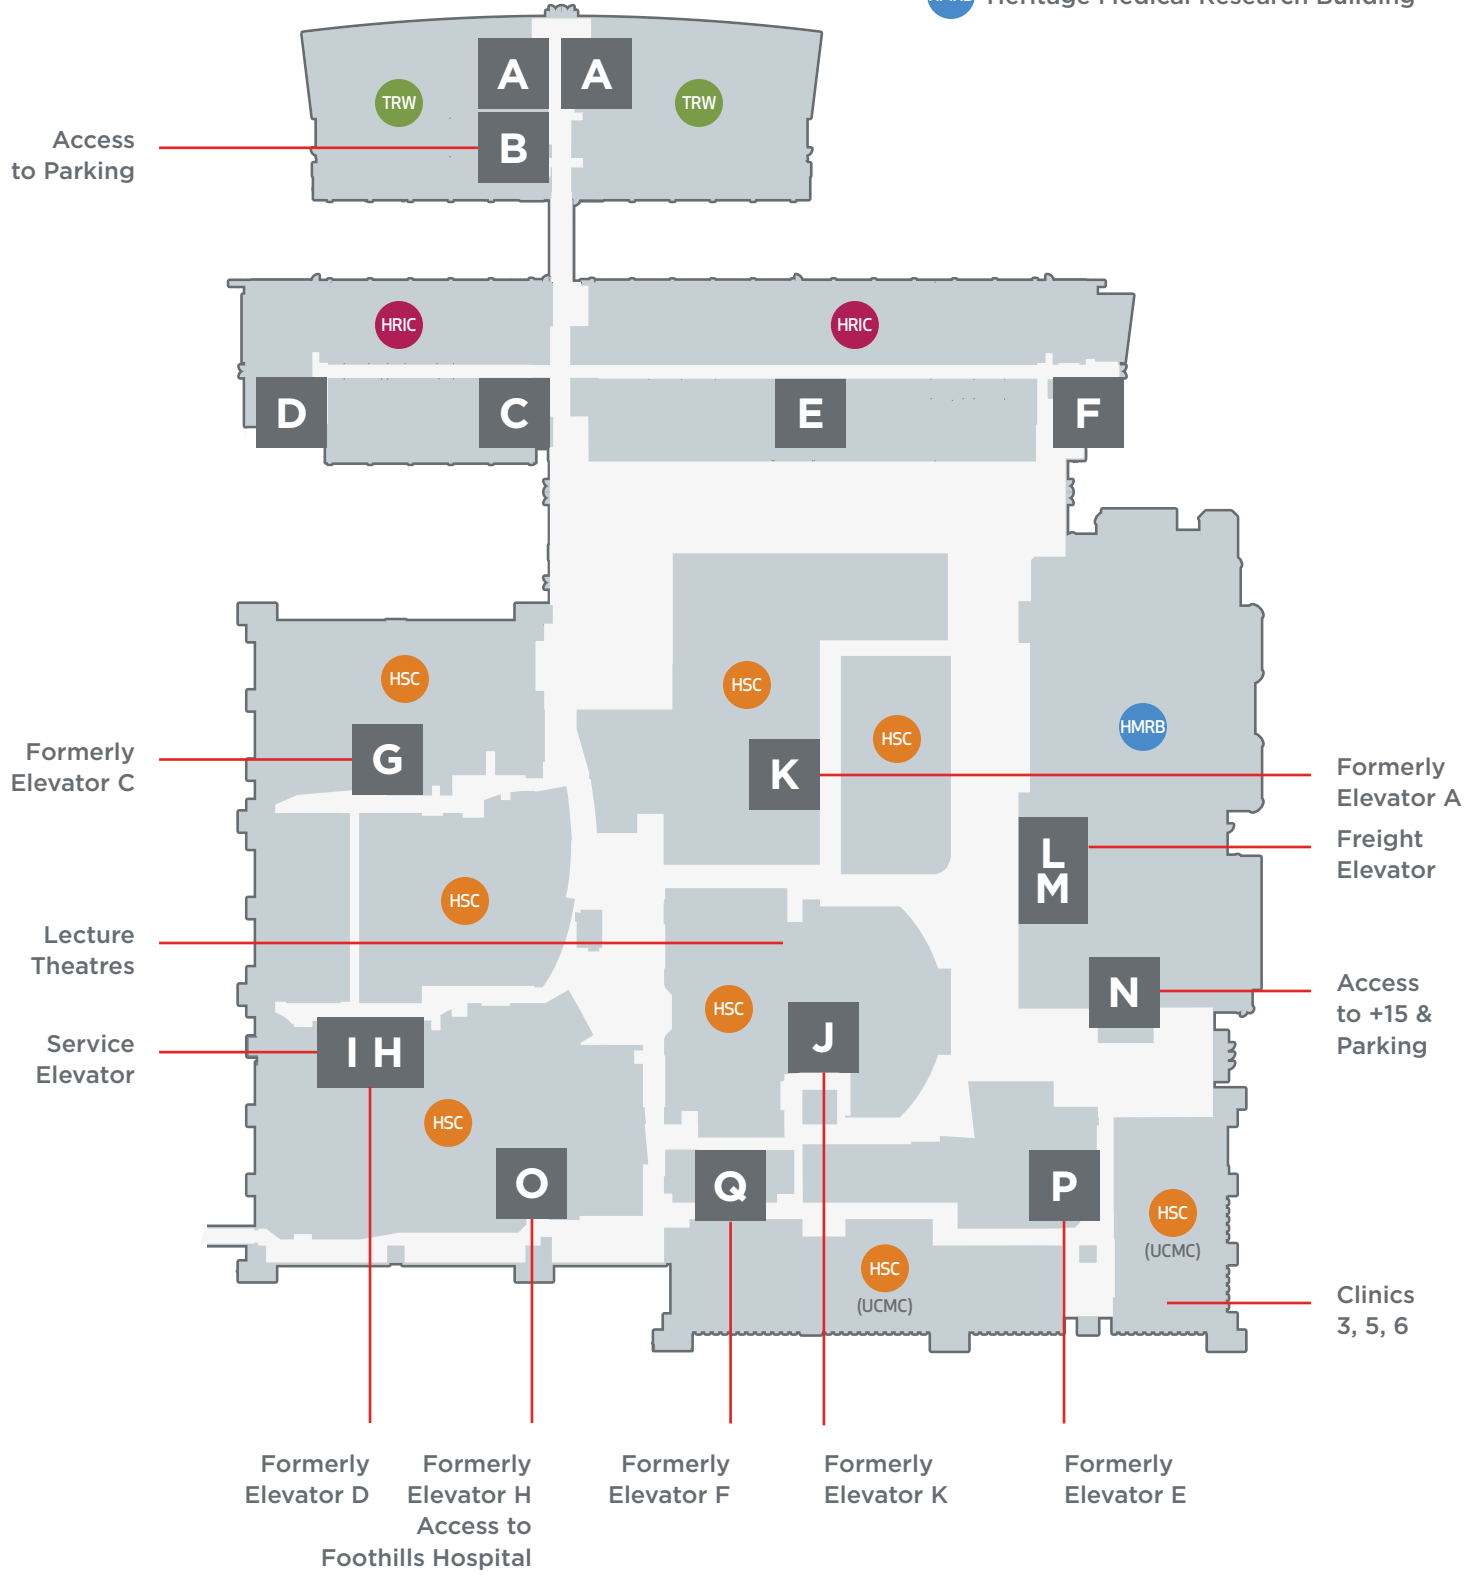 Heritage Medical Research Building
A A
TRW
TRW
B
Access
to Parking
HRIC
HRIC
D
C
E
F
HSC
HSC
HSC
HMRB
G
K
Formerly
Elevator C
Formerly
Elevator A
L
M
Freight
Elevator
HSC
Lecture
Theatres
HSC
N
Access
to +15 &
Parking
J
I H
Service
Elevator
HSC
O
Q
P
HSC
(UCMC)
HSC
(UCMC)
Clinics
3, 5, 6
Formerly
Elevator D
Formerly
Elevator H
Access to
Foothills Hospital
Formerly
Elevator F
Formerly
Elevator K
Formerly
Elevator E